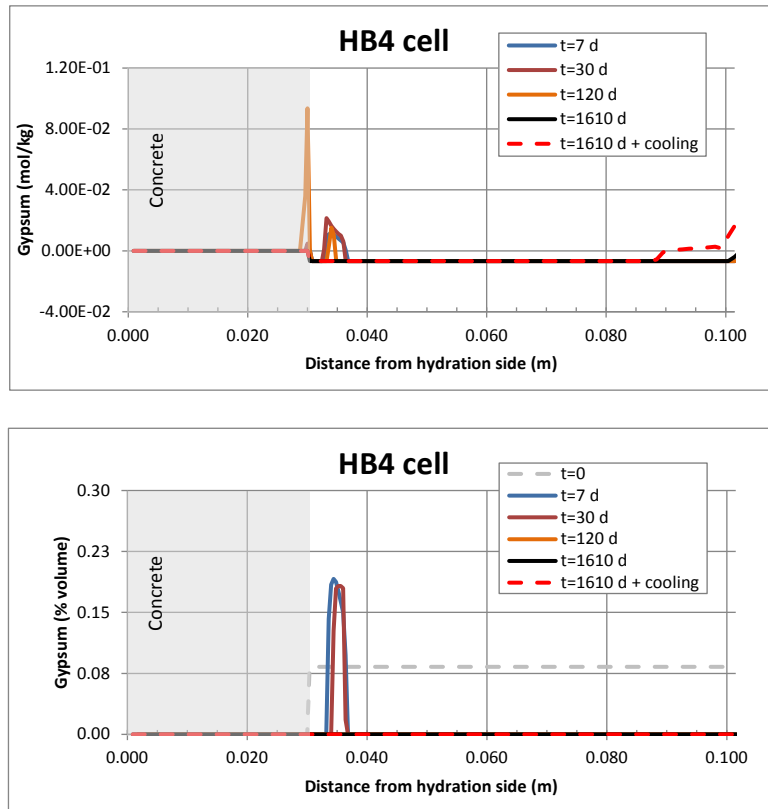 HB4 cell
t=7 d
t=30 d
t=120 d
t=1610 d
t=1610 d + cooling
1.20E-01
8.00E-02
4.00E-02
0.00E+00
-4.00E-02
Gypsum (mol/kg)
Concrete
0.000
0.020
0.040
0.060
0.080
0.100
Distance from hydration side (m)
HB4 cell
t=0
t=7 d
t=30 d
t=120 d
t=1610 d
t=1610 d + cooling
0.30
0.23
0.15
0.08
0.00
Gypsum (% volume)
Concrete
0.000
0.020
0.040
0.060
0.080
0.100
Distance from hydration side (m)